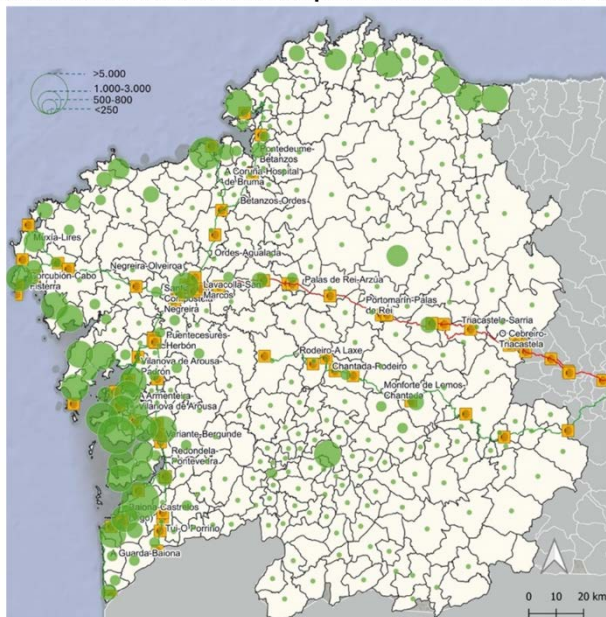 >5.000
1.000-3.000
500-800
<250
Pontedeume-
Betanzos
A Coruña-Hospital
de Bruma
Betanzos-Ordes
Muxía-Lires
Ordes-Agualada
Negreira-Olveiroa
Corcubión-Cabo
Fisterra
Lavacolla-San
Marcos
Negreira
Palas de Rei-Arzúa
Portomarín-Palas
de Rei
Triacastela-Sarria
O Cebreiro-
Triacastela
Puentecesures-
Herbón
Rodeiro-A Laxe
Vilanova de Arousa-
Padrón
Chantada-Rodeiro
Monforte de Lemos-
Chantada
A Armenteira-
Vilanova de Arousa
Variante-Bergunde
Redondela-
Pontevedra
Baiona-Castrelos
(Vigo)
Tui-O Porriño
A Guarda-Baiona
0 10 20 km